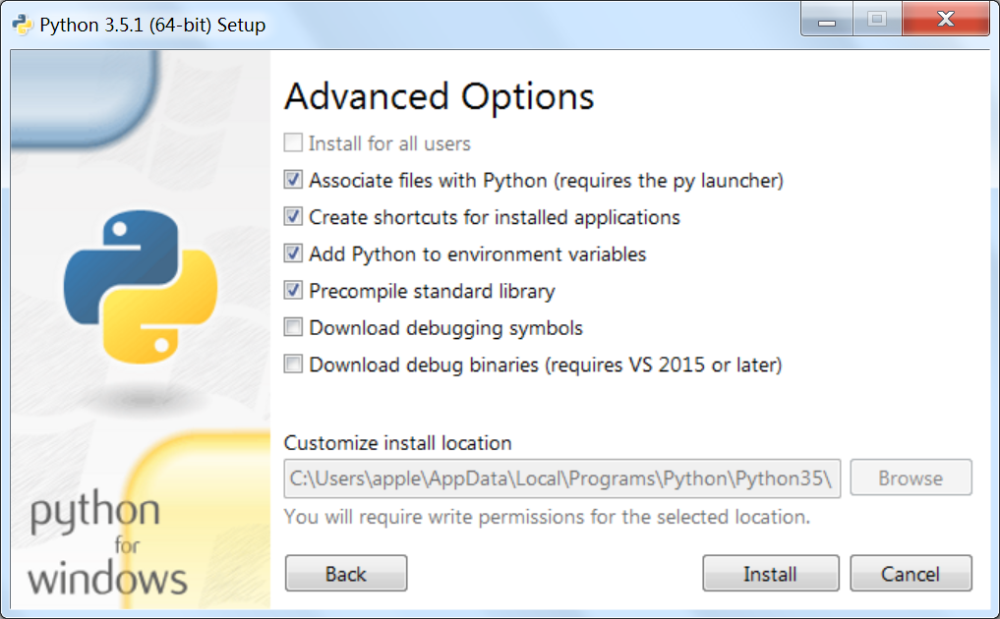 Python 3.5.1 (64-bit) Setup
Advanced Options
Install for all users
Associate files with Python (requires the py launcher)
Create shortcuts for installed applications
Add Python to environment variables
Precompile standard library
Download debugging symbols
Download debug binaries (requires VS 2015 or later)
Customize install location
C:\Users\apple\AppData\Local\Programs\Python\Python35\
Browse
You will require write permissions for the selected location.
python
for
windows
Back
Install
Cancel